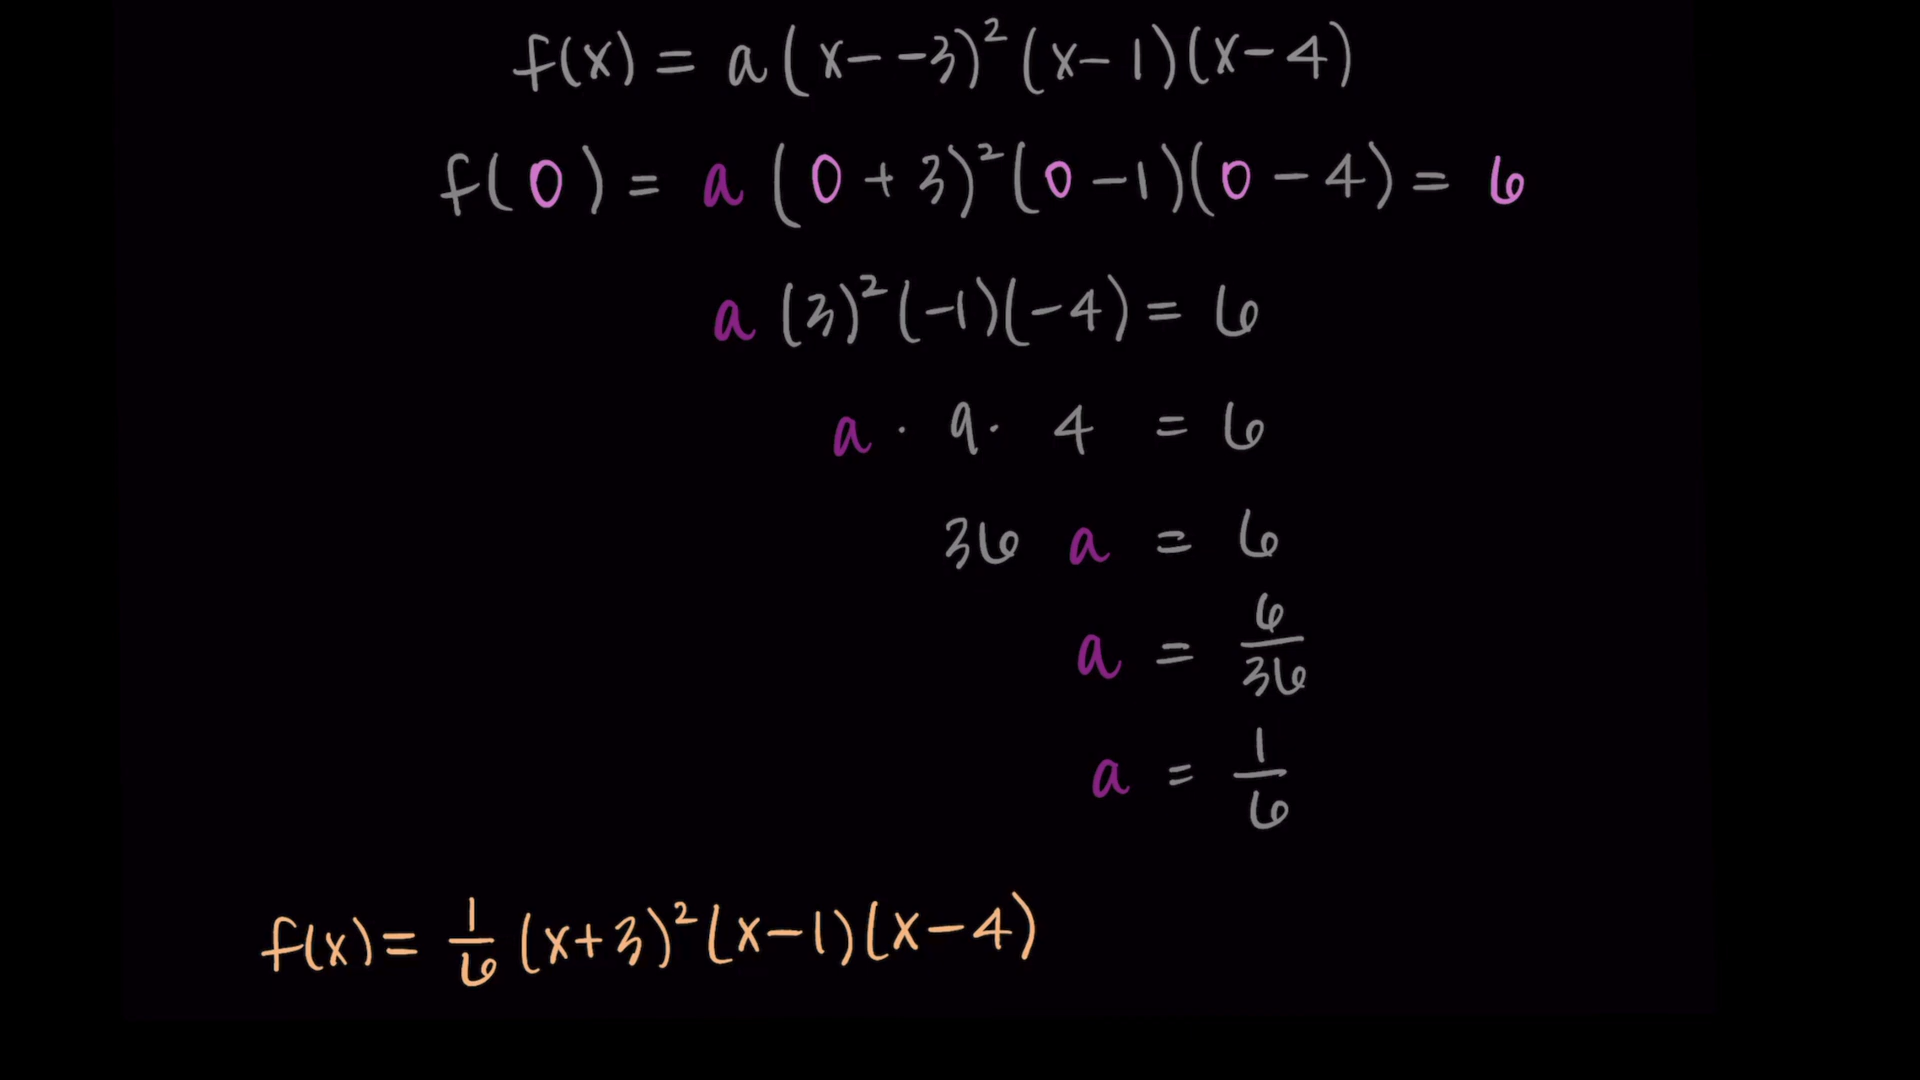 f(x) = a(x--3)²(x-1)(x-4)
f(0) = a(0+3)²(0-1)(0-4) = 6
a(3)²(-1)(-4) = 6
a · 9 · 4 = 6
36 a = 6
a = 6/36
a = 1/6
f(x) = 1/6 (x+3)²(x-1)(x-4)